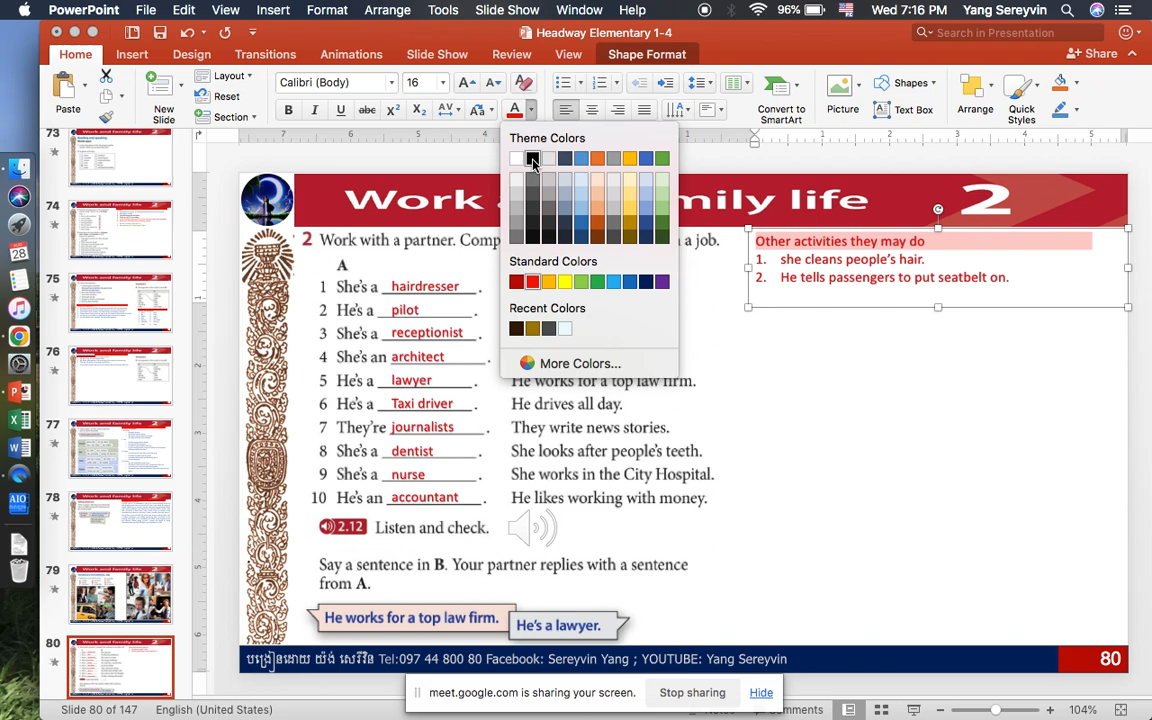 PowerPoint File Edit View Insert Format Arrange Tools Slide Show Window Help 96% Wed 7:16 PM Yang Sereyvin
Headway Elementary 1-4
Search in Presentation
Home Insert Design Transitions Animations Slide Show Review View Shape Format Share
Paste New Slide Layout Reset Section Calibri (Body) 16 Convert to SmartArt Picture Shapes Text Box Arrange Quick Styles
Theme Colors
Standard Colors
Recent Colors
More Colors...
73
74
75
76
77
78
79
80
Work and family life 2
2 Work with a partner. Comp a job.
A
1 She's a hairdresser .
2 He's a pilot .
3 She's a receptionist .
4 She's an architect .
5 He's a lawyer . He works for a top law firm.
6 He's a Taxi driver . He drives all day.
7 They're journalists . They write news stories.
8 She's a dentist . She looks after people's teeth.
9 She's a nurse . She works in the City Hospital.
10 He's an accountant . He likes working with money.
2.12 Listen and check.
Say a sentence in B. Your partner replies with a sentence
from A.
He works for a top law firm.
He's a lawyer.
Other activities they may do
1. she cleans people's hair.
2. He tells passengers to put seatbelt on.
បង្រៀនដោយ យ៉ង សេរីវិន Tel:097 44 800 80 Facebook: Sereyvin Yang ; YOUTUBE: Yang Sereyvin 80
meet.google.com is sharing your screen. Stop sharing Hide
Slide 80 of 147 English (United States) Notes Comments 104%